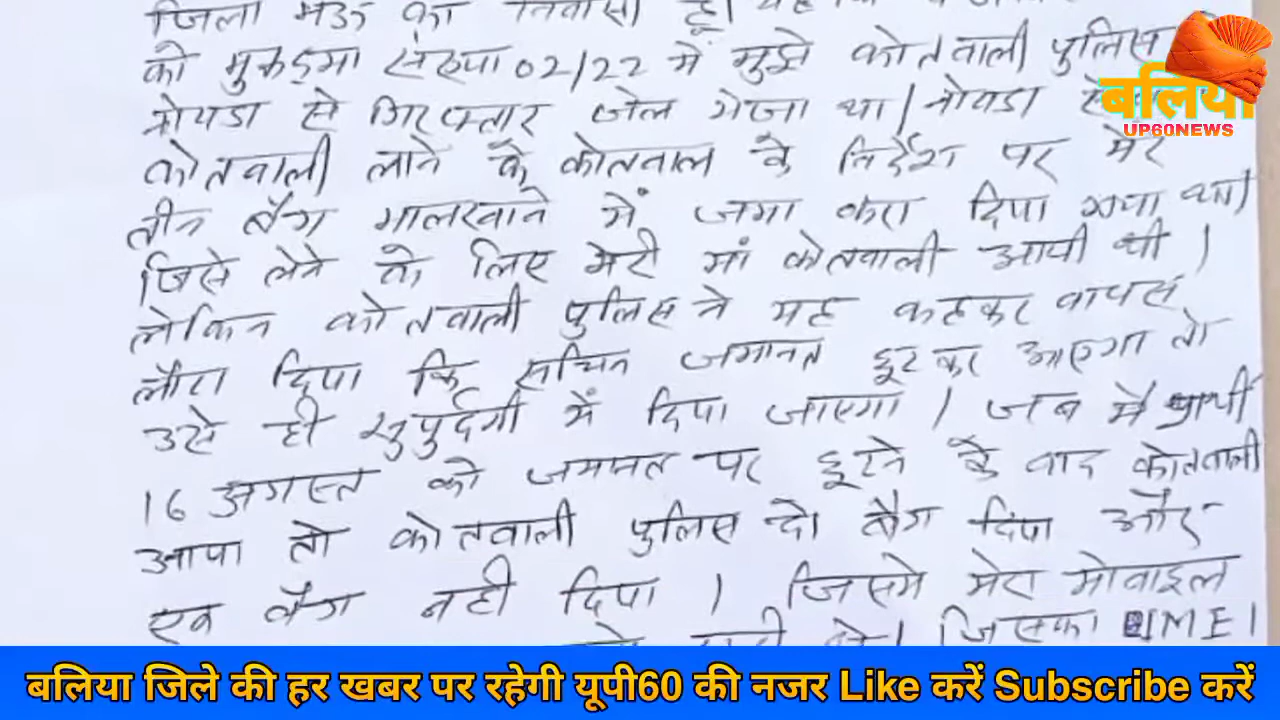 जिला मऊ का निवासी हूं।
को मुकदमा संख्या 02/22 में मुझे कोतवाली पुलिस
नोयडा से गिरफ्तार जेल भेजा था। नोयडा से
कोतवाली लाने के कोतवाल के निर्देश पर मेरे
तीन बैग मालखाने में जमा करा दिया गया था।
जिसे लेने के लिए मेरी मां कोतवाली आयी थी।
लेकिन कोतवाली पुलिस ने यह कहकर वापस
लौटा दिया कि सचिन जमानत छूटकर आएगा तो
उसे ही सुपुर्दगी में दिया जाएगा। जब मैं प्रार्थी
16 अगस्त को जमानत पर छूटने के बाद कोतवाली
आया तो कोतवाली पुलिस दो बैग दिया और
एक बैग नही दिया। जिसमे मेरा मोबाइल
जिसका IMEI
बलिया
UP60NEWS
बलिया जिले की हर खबर पर रहेगी यूपी60 की नजर Like करें Subscribe करें